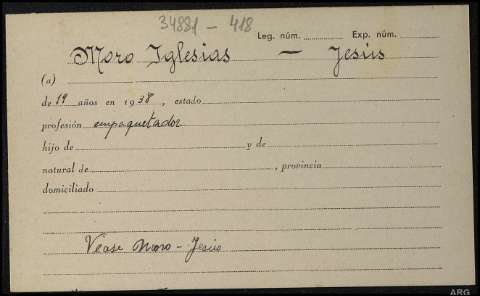 34881 - 418
Leg. núm. Exp. núm.
Moro Iglesias — Jesús
(a)
de 19 años en 1938, estado
profesión empaquetador
hijo de y de
natural de , provincia
domiciliado
Véase Moro - Jesús
ARG